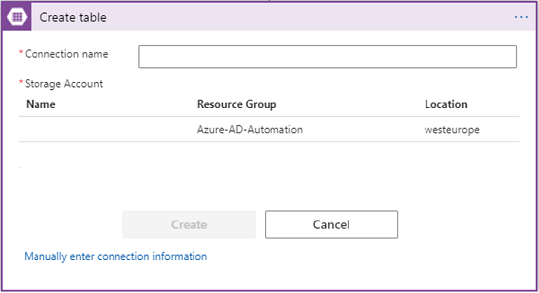 Create table
...
* Connection name
* Storage Account
Name Resource Group Location
Azure-AD-Automation westeurope
Create Cancel
Manually enter connection information